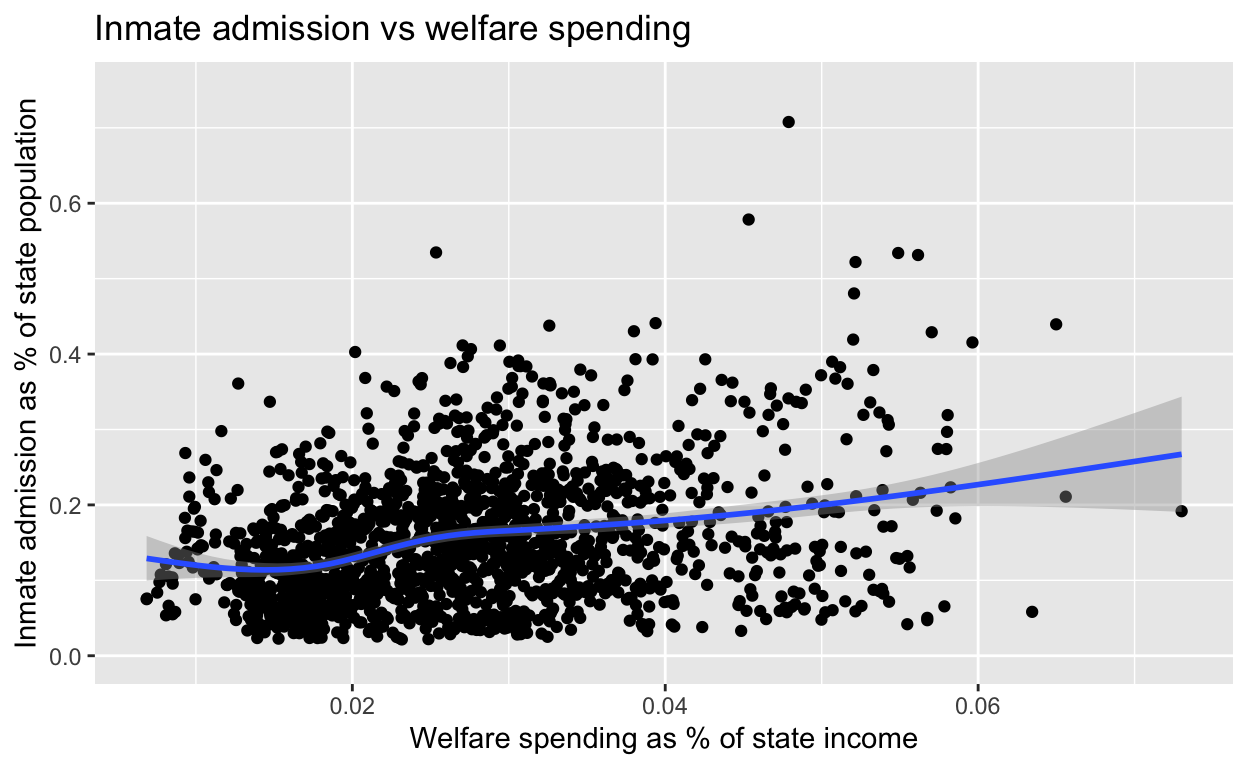 Inmate admission vs welfare spending
Inmate admission as % of state population
0.6
0.4
0.2
0.0
0.02
0.04
0.06
Welfare spending as % of state income